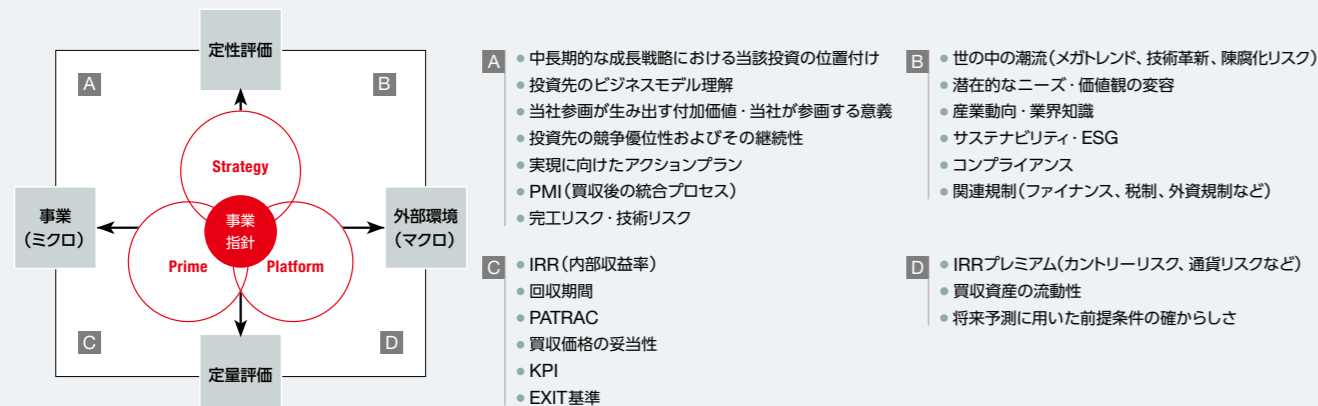 定性評価
A
B
Strategy
事業
(ミクロ)
事業
指針
外部環境
(マクロ)
Prime
Platform
C
D
定量評価
A
● 中長期的な成長戦略における当該投資の位置付け
● 投資先のビジネスモデル理解
● 当社参画が生み出す付加価値・当社が参画する意義
● 投資先の競争優位性およびその継続性
● 実現に向けたアクションプラン
● PMI(買収後の統合プロセス)
● 完工リスク・技術リスク
B
● 世の中の潮流(メガトレンド、技術革新、陳腐化リスク)
● 潜在的なニーズ・価値観の変容
● 産業動向・業界知識
● サステナビリティ・ESG
● コンプライアンス
● 関連規制(ファイナンス、税制、外資規制など)
C
● IRR(内部収益率)
● 回収期間
● PATRAC
● 買収価格の妥当性
● KPI
● EXIT基準
D
● IRRプレミアム(カントリーリスク、通貨リスクなど)
● 買収資産の流動性
● 将来予測に用いた前提条件の確からしさ